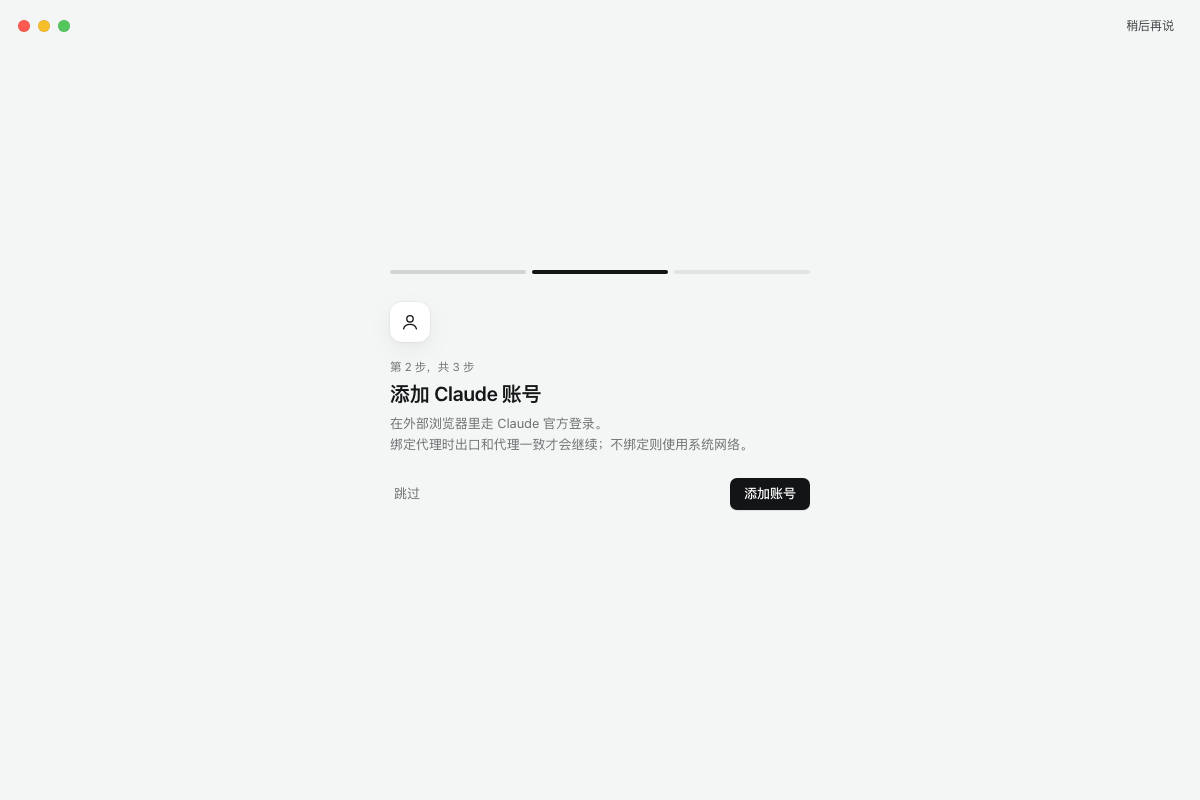 稍后再说
第 2 步，共 3 步
添加 Claude 账号
在外部浏览器里走 Claude 官方登录。
绑定代理时出口和代理一致才会继续；不绑定则使用系统网络。
跳过
添加账号